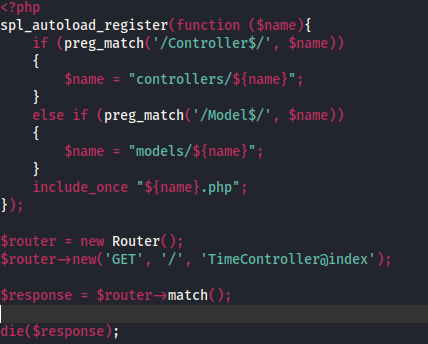 <?php
spl_autoload_register(function ($name){
    if (preg_match('/Controller$/', $name))
    {
        $name = "controllers/${name}";
    }
    else if (preg_match('/Model$/', $name))
    {
        $name = "models/${name}";
    }
    include_once "${name}.php";
});

$router = new Router();
$router->new('GET', '/', 'TimeController@index');

$response = $router->match();

die($response);